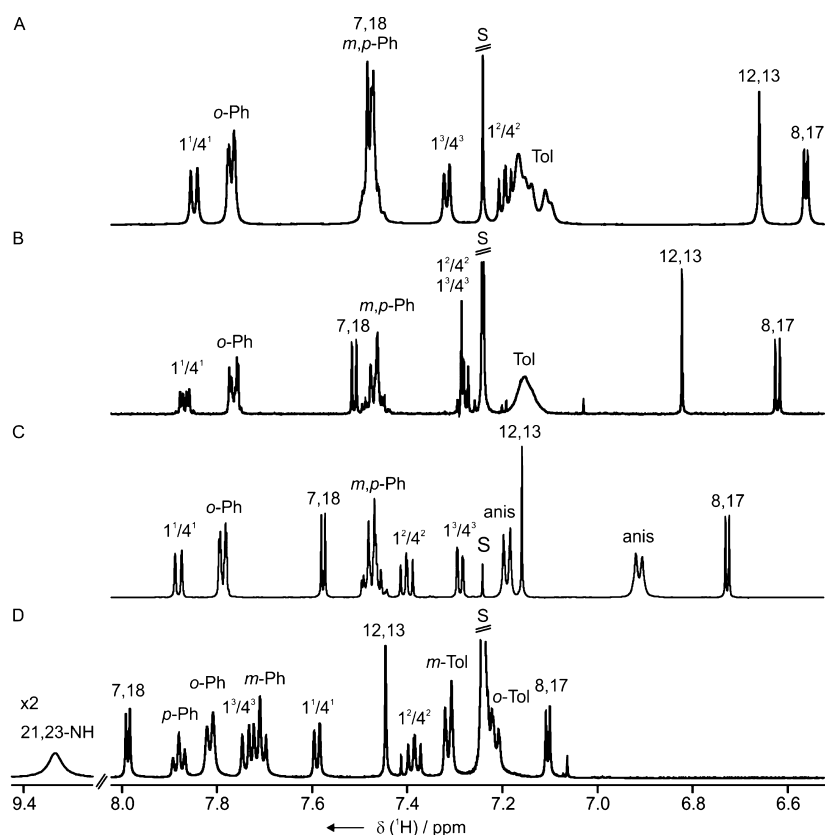 A
7,18
m,p-Ph
S
12,13
o-Ph
1¹/4¹
1³/4³
1²/4²
Tol
8,17
B
S
1²/4²
1³/4³
12,13
m,p-Ph
7,18
8,17
o-Ph
1¹/4¹
Tol
C
12,13
m,p-Ph
7,18
8,17
o-Ph
1¹/4¹
1²/4²
1³/4³
anis
S
anis
D
S
12,13
m-Ph
m-Tol
o-Ph
7,18
1³/4³
o-Tol
8,17
x2
p-Ph
1¹/4¹
1²/4²
21,23-NH
9.4 8.0 7.8 7.6 7.4 7.2 7.0 6.8 6.6
← δ (¹H) / ppm